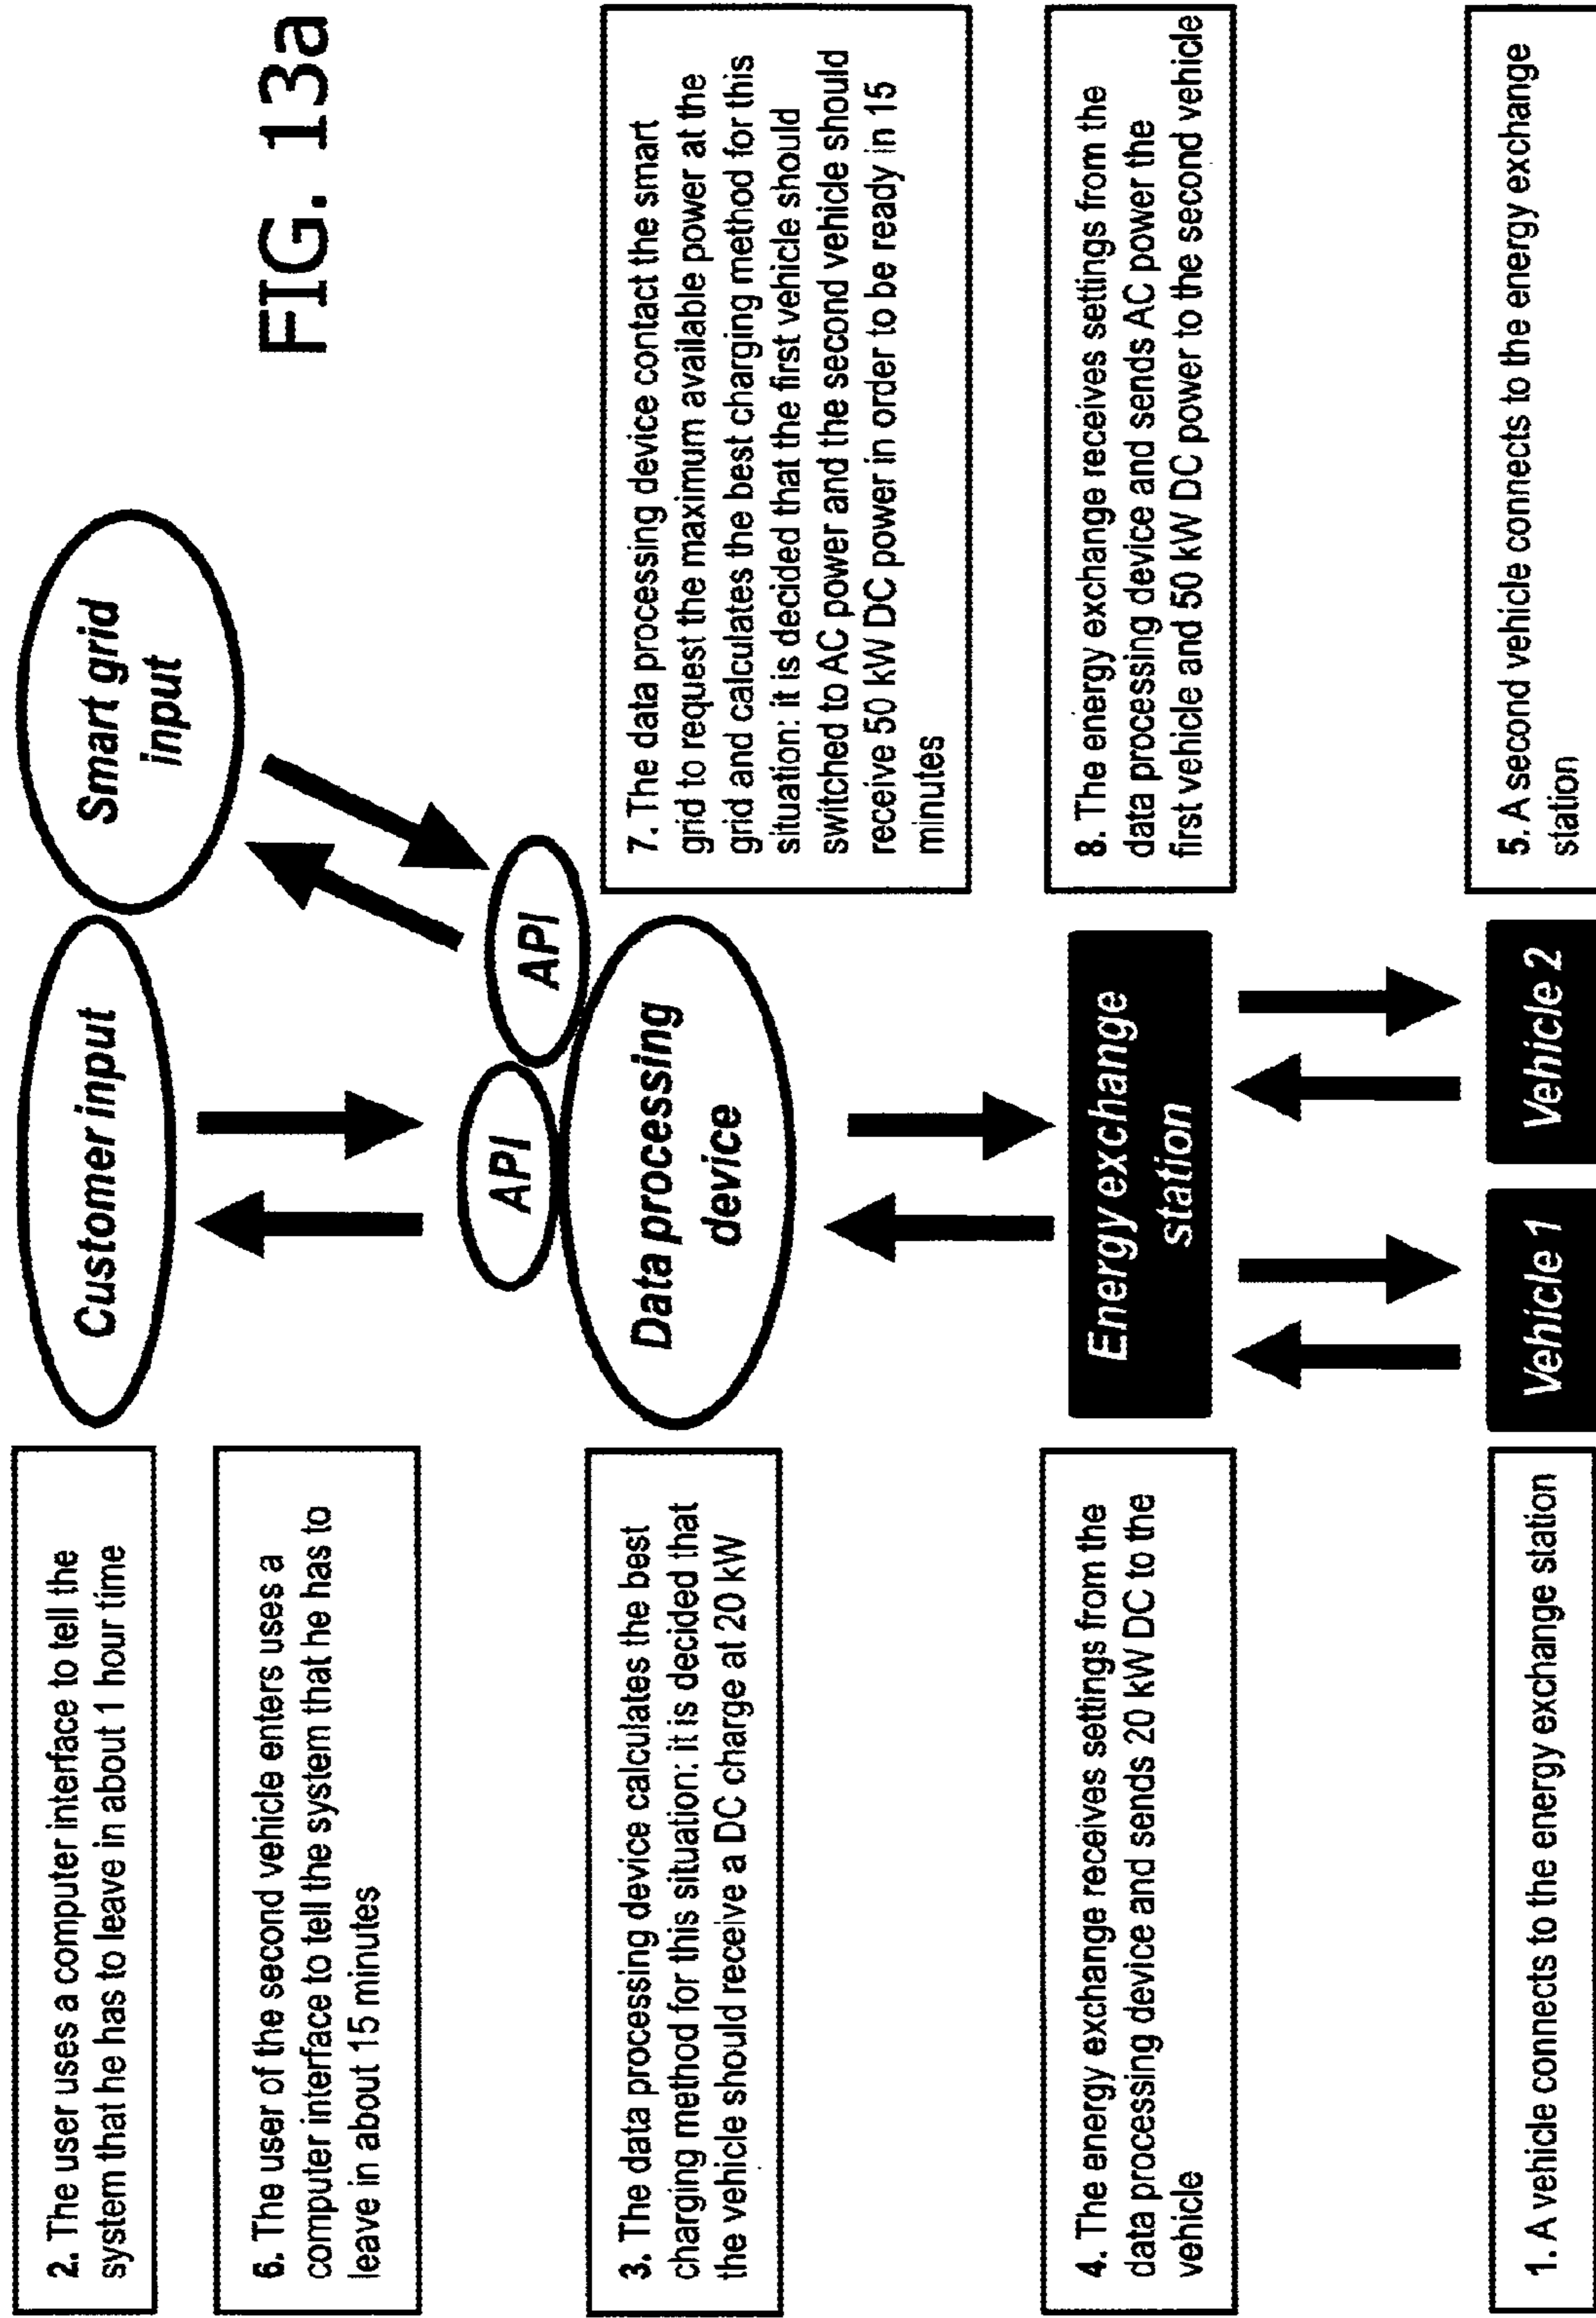 FIG. 13a
2. The user uses a computer interface to tell the
system that he has to leave in about 1 hour time
6. The user of the second vehicle enters uses a
computer interface to tell the system that he has to
leave in about 15 minutes
3. The data processing device calculates the best
charging method for this situation: it is decided that
the vehicle should receive a DC charge at 20 kW
4. The energy exchange receives settings from the
data processing device and sends 20 kW DC to the
vehicle
1. A vehicle connects to the energy exchange station
Customer input
Smart grid
input
API
API
Data processing
device
Energy exchange
station
Vehicle 1
Vehicle 2
7. The data processing device contact the smart
grid to request the maximum available power at the
grid and calculates the best charging method for this
situation: it is decided that the first vehicle should
switched to AC power and the second vehicle should
receive 50 kW DC power in order to be ready in 15
minutes
8. The energy exchange receives settings from the
data processing device and sends AC power the
first vehicle and 50 kW DC power to the second vehicle
5. A second vehicle connects to the energy exchange
station